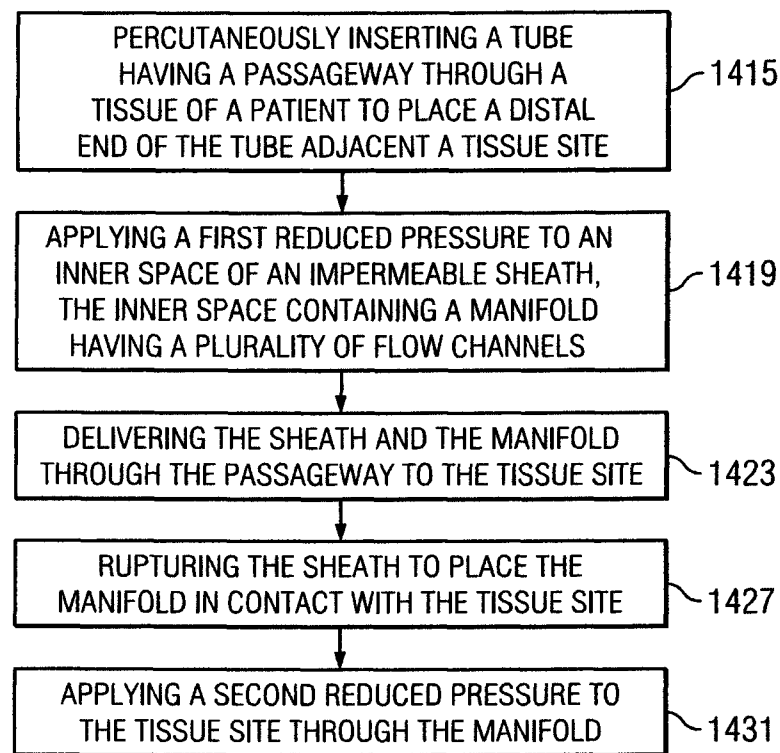 PERCUTANEOUSLY INSERTING A TUBE
HAVING A PASSAGEWAY THROUGH A
TISSUE OF A PATIENT TO PLACE A DISTAL
END OF THE TUBE ADJACENT A TISSUE SITE
1415
APPLYING A FIRST REDUCED PRESSURE TO AN
INNER SPACE OF AN IMPERMEABLE SHEATH,
THE INNER SPACE CONTAINING A MANIFOLD
HAVING A PLURALITY OF FLOW CHANNELS
1419
DELIVERING THE SHEATH AND THE MANIFOLD
THROUGH THE PASSAGEWAY TO THE TISSUE SITE
1423
RUPTURING THE SHEATH TO PLACE THE
MANIFOLD IN CONTACT WITH THE TISSUE SITE
1427
APPLYING A SECOND REDUCED PRESSURE TO
THE TISSUE SITE THROUGH THE MANIFOLD
1431